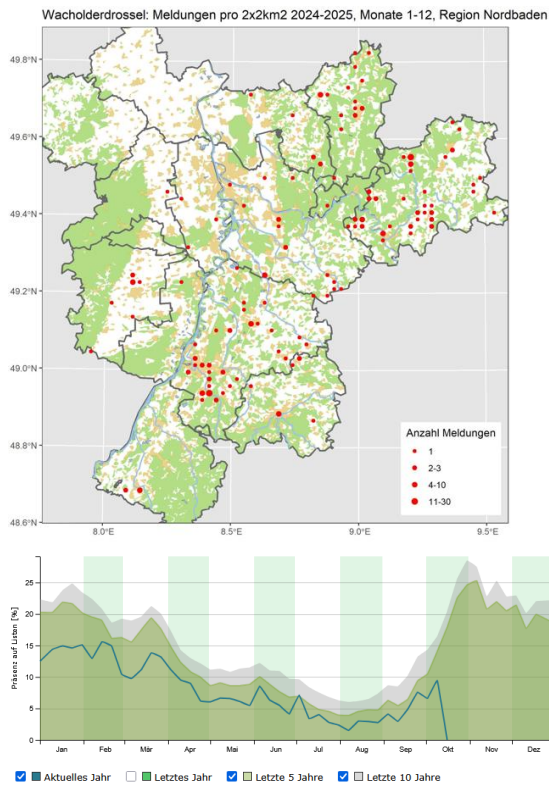 Wacholderdrossel: Meldungen pro 2x2km2 2024-2025, Monate 1-12, Region Nordbaden
49.8°N
49.6°N
49.4°N
49.2°N
49.0°N
48.8°N
48.6°N
8.0°E 8.5°E 9.0°E 9.5°E
Anzahl Meldungen
1
2-3
4-10
11-30
Präsenz auf Listen [%]
25
20
15
10
5
0
Jan Feb Mär Apr Mai Jun Jul Aug Sep Okt Nov Dez
Aktuelles Jahr Letztes Jahr Letzte 5 Jahre Letzte 10 Jahre